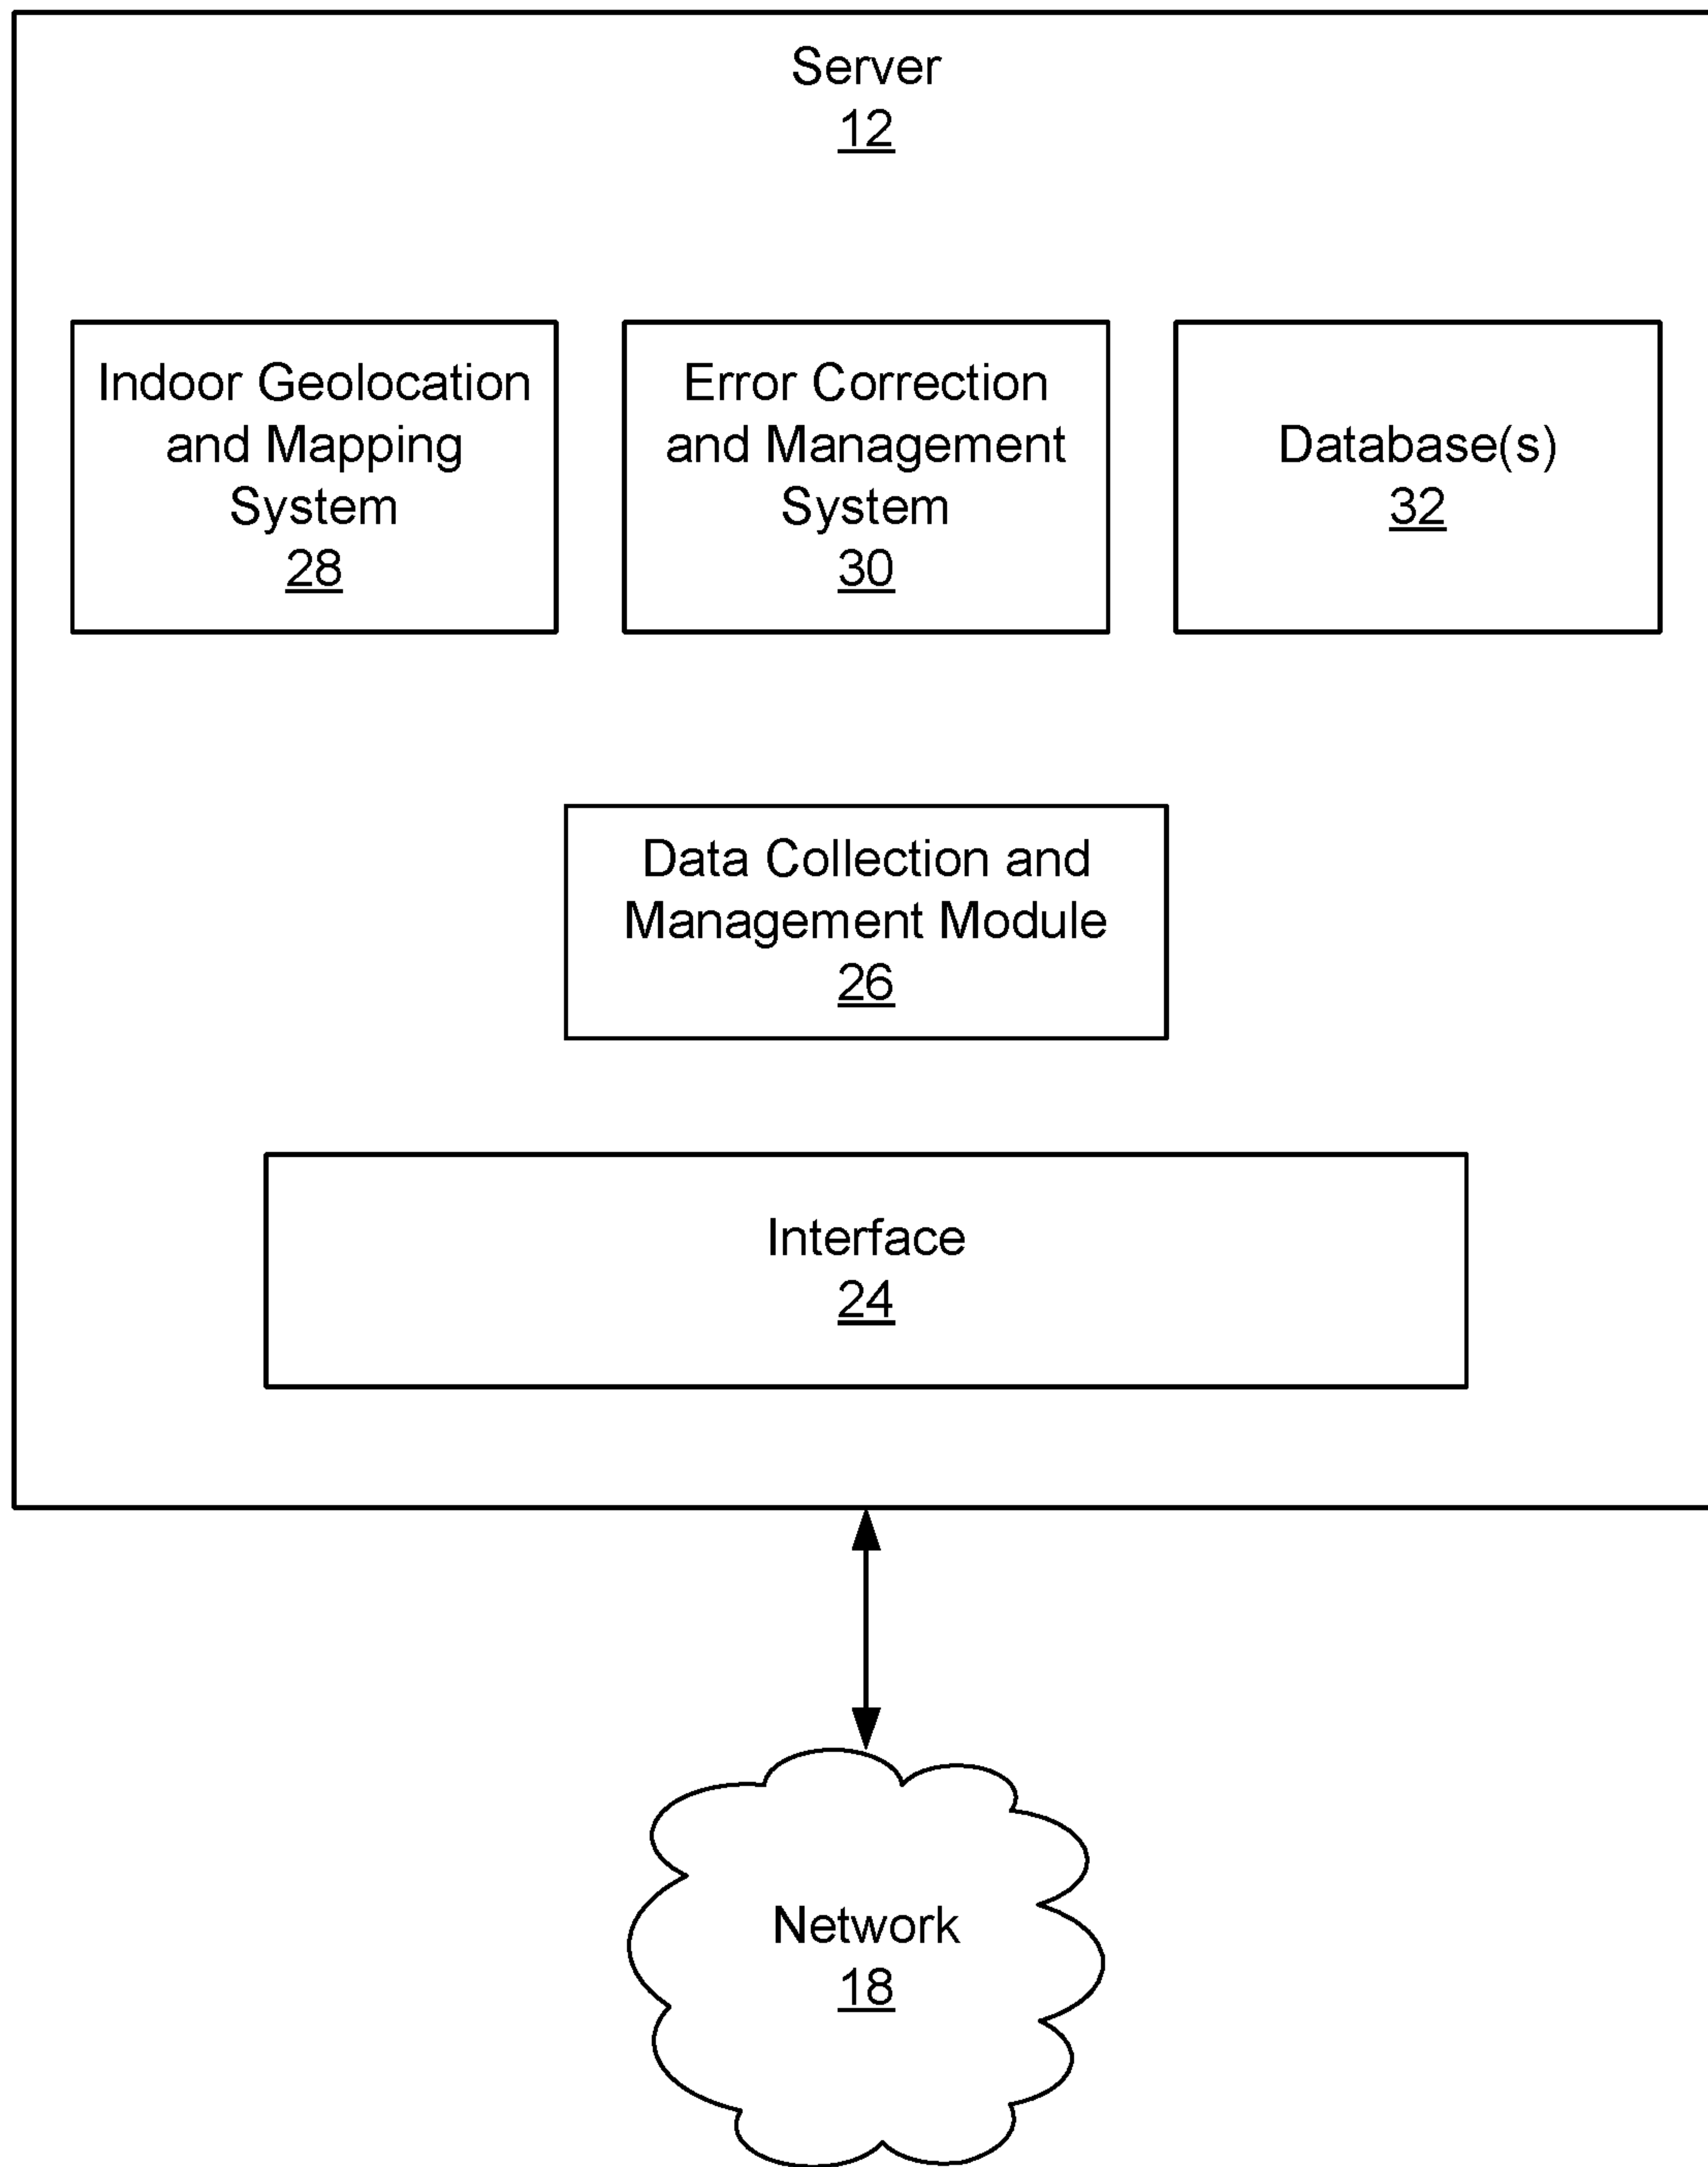 Server
12
Indoor Geolocation
and Mapping
System
28
Error Correction
and Management
System
30
Database(s)
32
Data Collection and
Management Module
26
Interface
24
Network
18